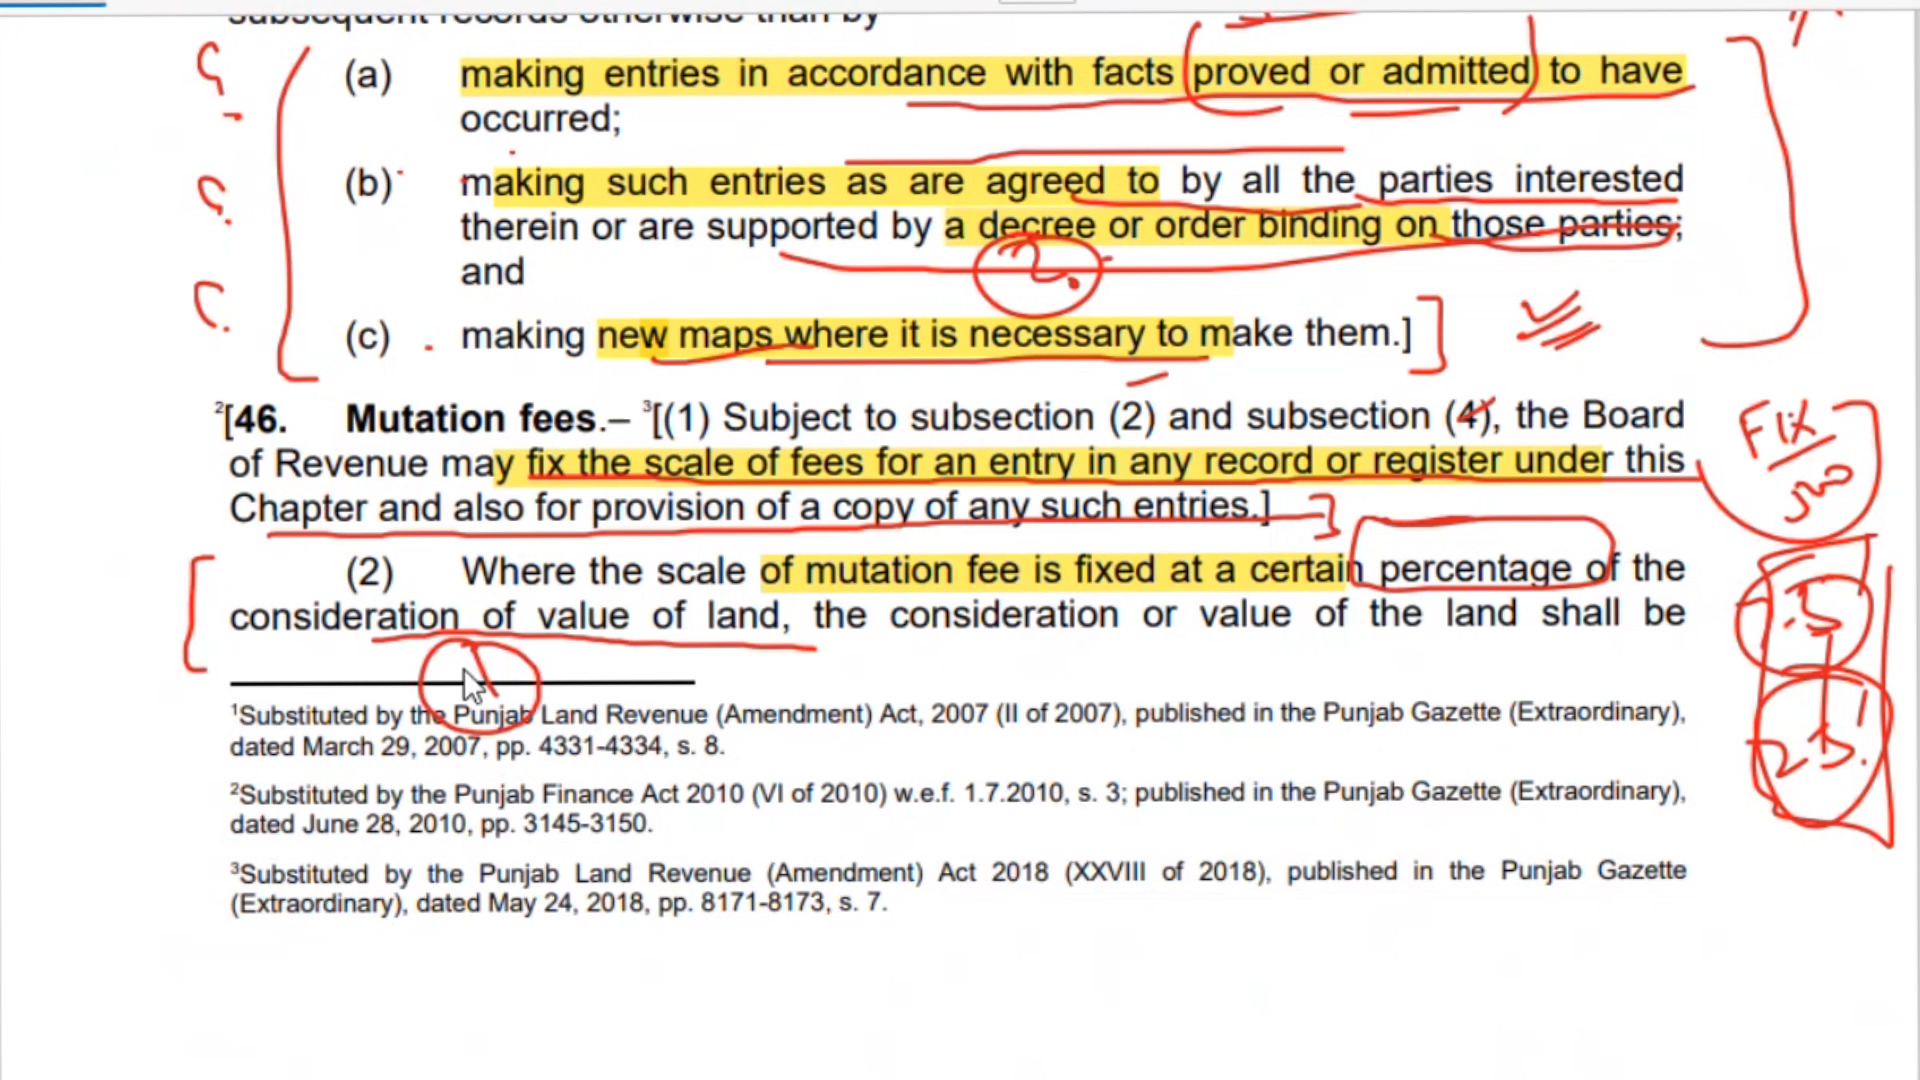 subsequent records otherwise than by
(a) making entries in accordance with facts proved or admitted to have
occurred;
(b) making such entries as are agreed to by all the parties interested
therein or are supported by a decree or order binding on those parties;
and
(c) making new maps where it is necessary to make them.]
²[46. Mutation fees.– ³[(1) Subject to subsection (2) and subsection (4), the Board
of Revenue may fix the scale of fees for an entry in any record or register under this
Chapter and also for provision of a copy of any such entries.]
FIX
(2) Where the scale of mutation fee is fixed at a certain percentage of the
consideration of value of land, the consideration or value of the land shall be
¹Substituted by the Punjab Land Revenue (Amendment) Act, 2007 (II of 2007), published in the Punjab Gazette (Extraordinary),
dated March 29, 2007, pp. 4331-4334, s. 8.
²Substituted by the Punjab Finance Act 2010 (VI of 2010) w.e.f. 1.7.2010, s. 3; published in the Punjab Gazette (Extraordinary),
dated June 28, 2010, pp. 3145-3150.
³Substituted by the Punjab Land Revenue (Amendment) Act 2018 (XXVIII of 2018), published in the Punjab Gazette
(Extraordinary), dated May 24, 2018, pp. 8171-8173, s. 7.